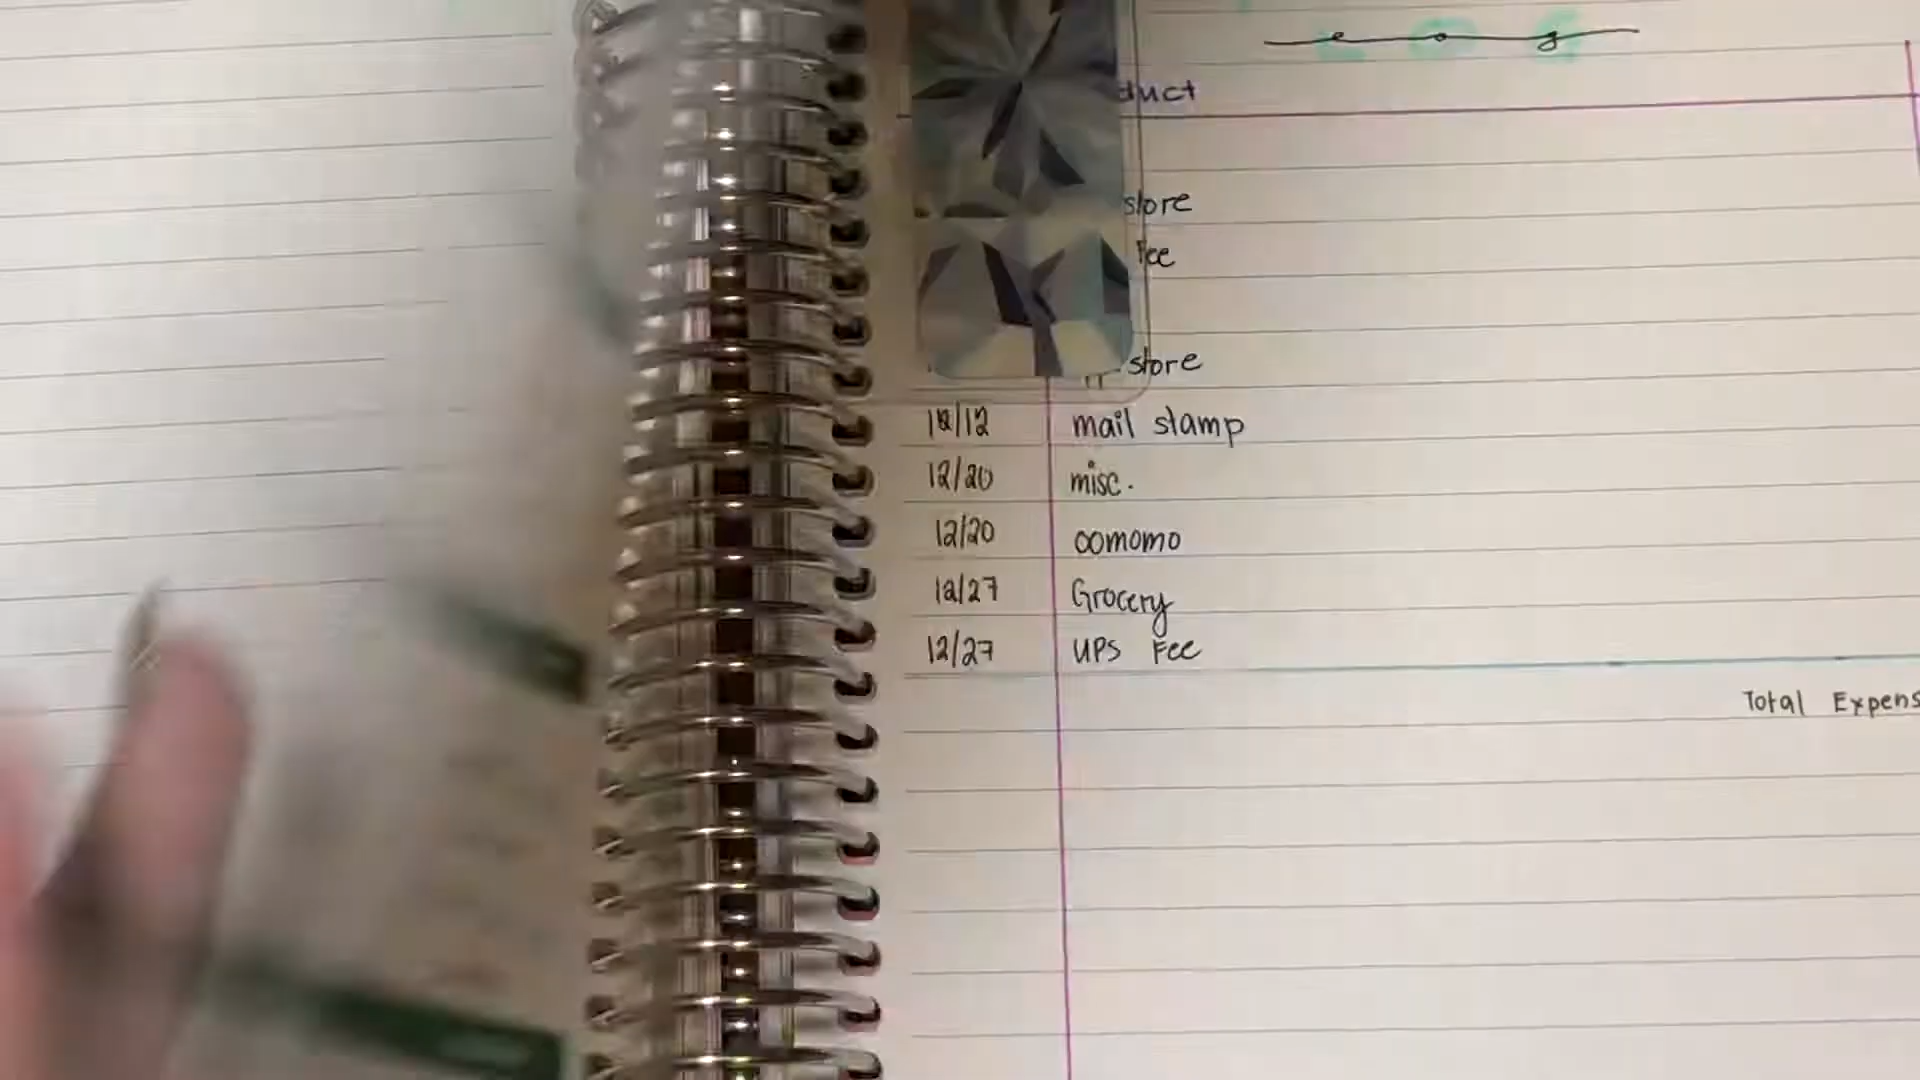 e o g
duct
store
Fee
store
12/12 mail stamp
12/20 misc.
12/20 oomomo
12/27 Grocery
12/27 UPS Fee
Total Expens